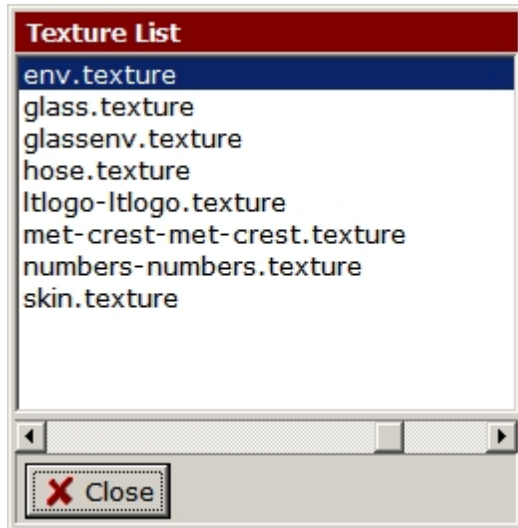 Texture List
env.texture
glass.texture
glassenv.texture
hose.texture
ltlogo-ltlogo.texture
met-crest-met-crest.texture
numbers-numbers.texture
skin.texture
Close